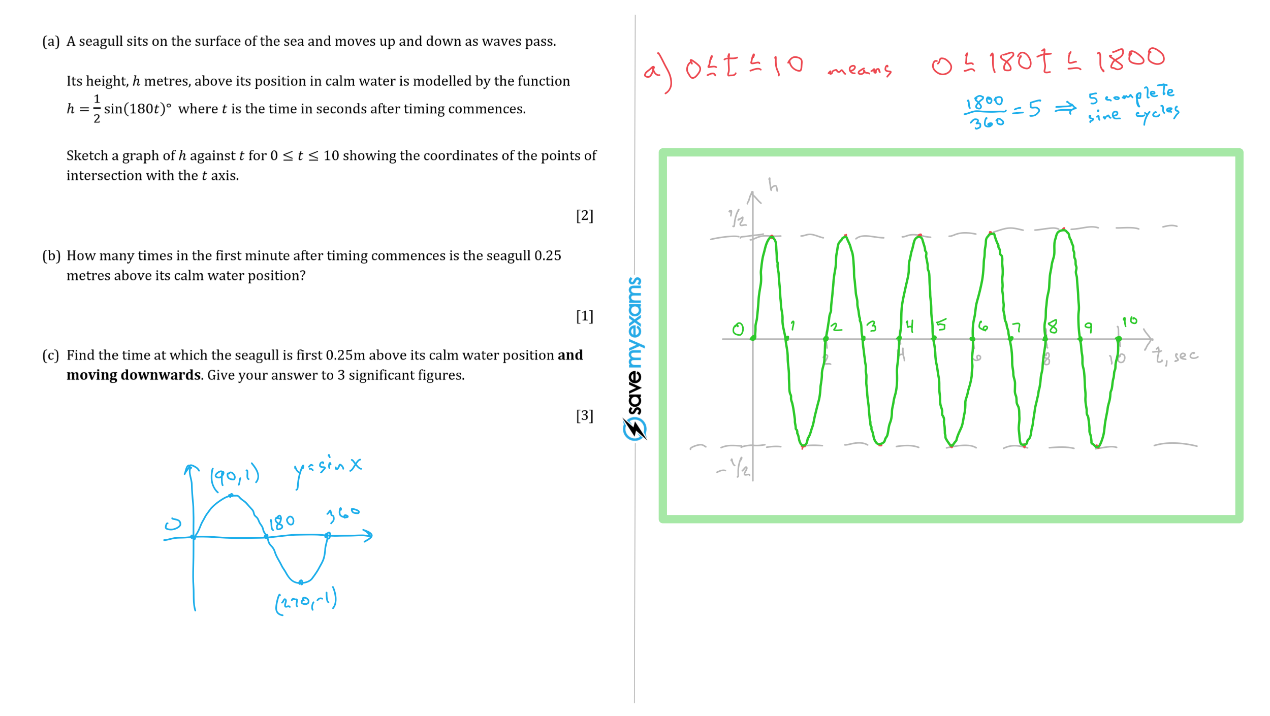 (a) A seagull sits on the surface of the sea and moves up and down as waves pass.
Its height, h metres, above its position in calm water is modelled by the function
h = 1/2 sin(180t)° where t is the time in seconds after timing commences.
Sketch a graph of h against t for 0 ≤ t ≤ 10 showing the coordinates of the points of
intersection with the t axis.
[2]
(b) How many times in the first minute after timing commences is the seagull 0.25
metres above its calm water position?
[1]
(c) Find the time at which the seagull is first 0.25m above its calm water position and
moving downwards. Give your answer to 3 significant figures.
[3]
(90,1) y=sin x
0 180 360
(270,-1)
savemyexams
a) 0 ≤ t ≤ 10 means 0 ≤ 180t ≤ 1800
1800/360 = 5 ⇒ 5 complete
sine cycles
h
1/2
0 1 2 3 4 5 6 7 8 9 10
2 4 6 8 10 t, sec
-1/2